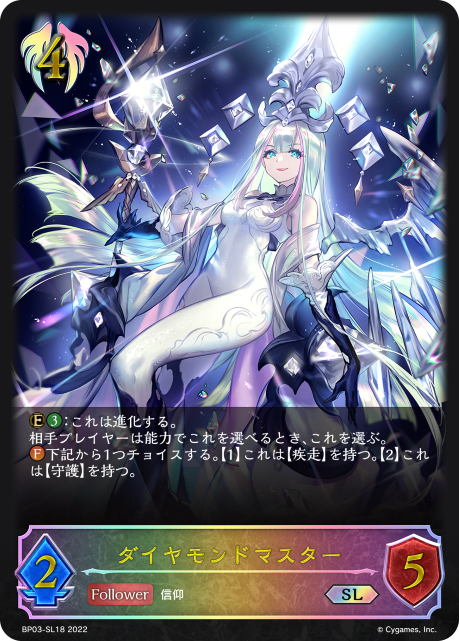 4
E 3：これは進化する。
相手プレイヤーは能力でこれを選べるとき、これを選ぶ。
F 下記から1つチョイスする。【1】これは【疾走】を持つ。【2】これ
は【守護】を持つ。
ダイヤモンドマスター
2
5
Follower 信仰
SL
BP03-SL18 2022
© Cygames, Inc.